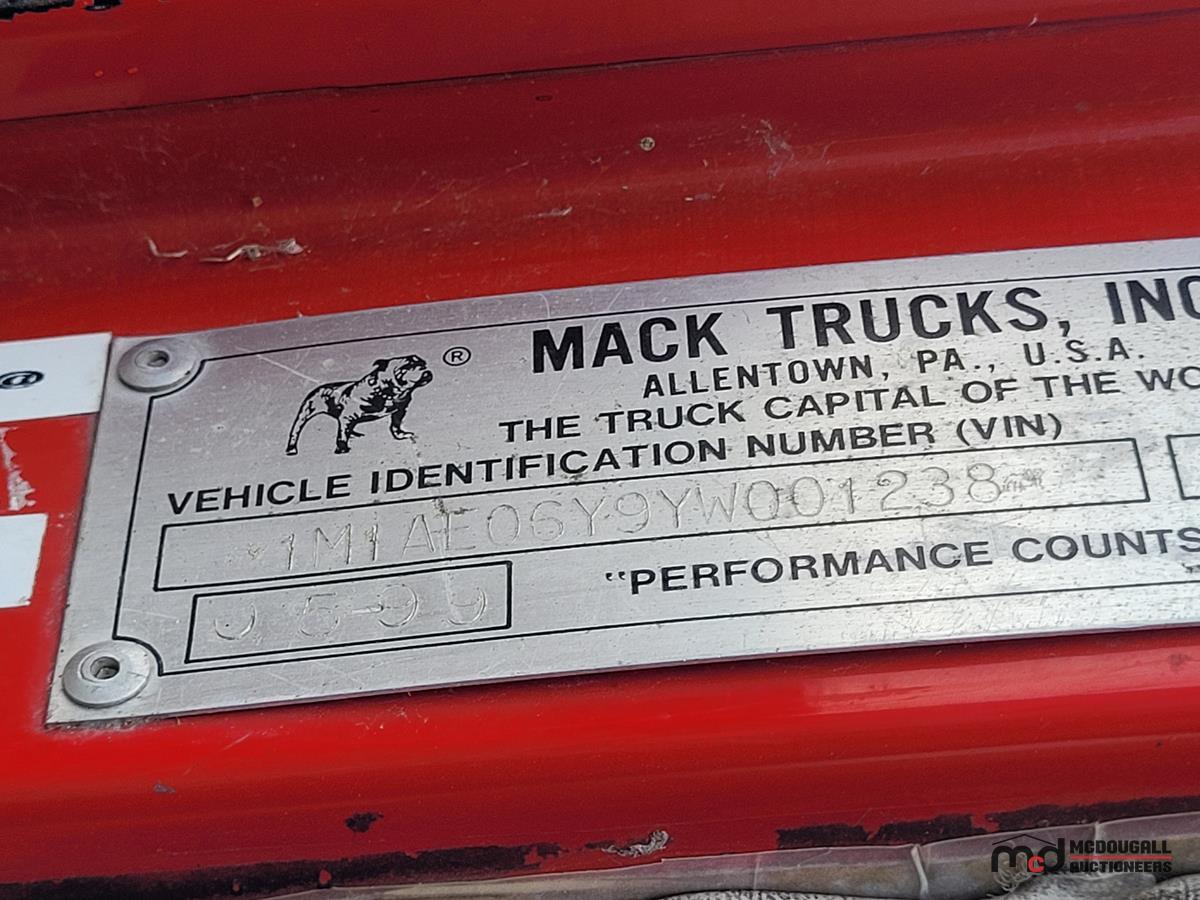 @
®
MACK TRUCKS, INC
ALLENTOWN, PA., U.S.A.
THE TRUCK CAPITAL OF THE WO
VEHICLE IDENTIFICATION NUMBER (VIN)
1M1AE06Y9YW001238
"PERFORMANCE COUNTS
mcd MCDOUGALL
AUCTIONEERS